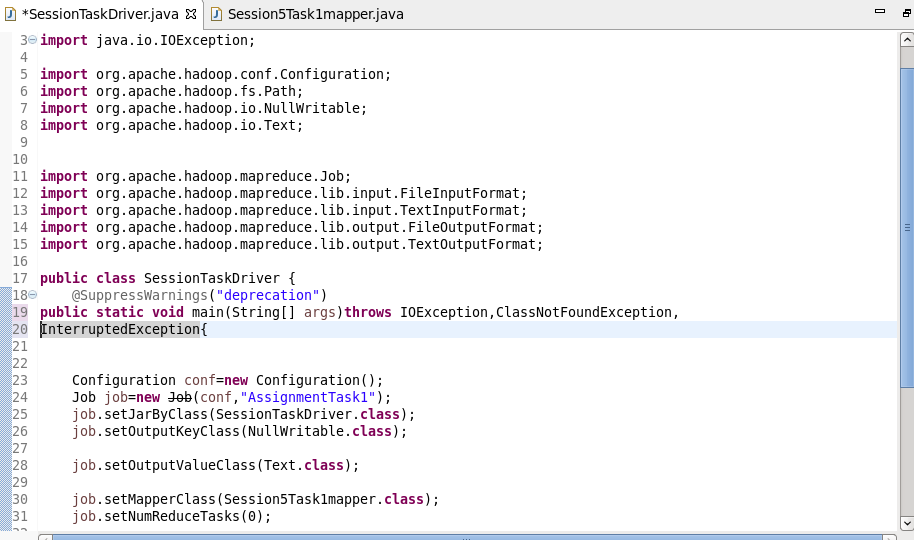 *SessionTaskDriver.java Session5Task1mapper.java
3 import java.io.IOException;
4
5 import org.apache.hadoop.conf.Configuration;
6 import org.apache.hadoop.fs.Path;
7 import org.apache.hadoop.io.NullWritable;
8 import org.apache.hadoop.io.Text;
9
10
11 import org.apache.hadoop.mapreduce.Job;
12 import org.apache.hadoop.mapreduce.lib.input.FileInputFormat;
13 import org.apache.hadoop.mapreduce.lib.input.TextInputFormat;
14 import org.apache.hadoop.mapreduce.lib.output.FileOutputFormat;
15 import org.apache.hadoop.mapreduce.lib.output.TextOutputFormat;
16
17 public class SessionTaskDriver {
18 @SuppressWarnings("deprecation")
19 public static void main(String[] args)throws IOException,ClassNotFoundException,
20 InterruptedException{
21
22
23 Configuration conf=new Configuration();
24 Job job=new Job(conf,"AssignmentTask1");
25 job.setJarByClass(SessionTaskDriver.class);
26 job.setOutputKeyClass(NullWritable.class);
27
28 job.setOutputValueClass(Text.class);
29
30 job.setMapperClass(Session5Task1mapper.class);
31 job.setNumReduceTasks(0);